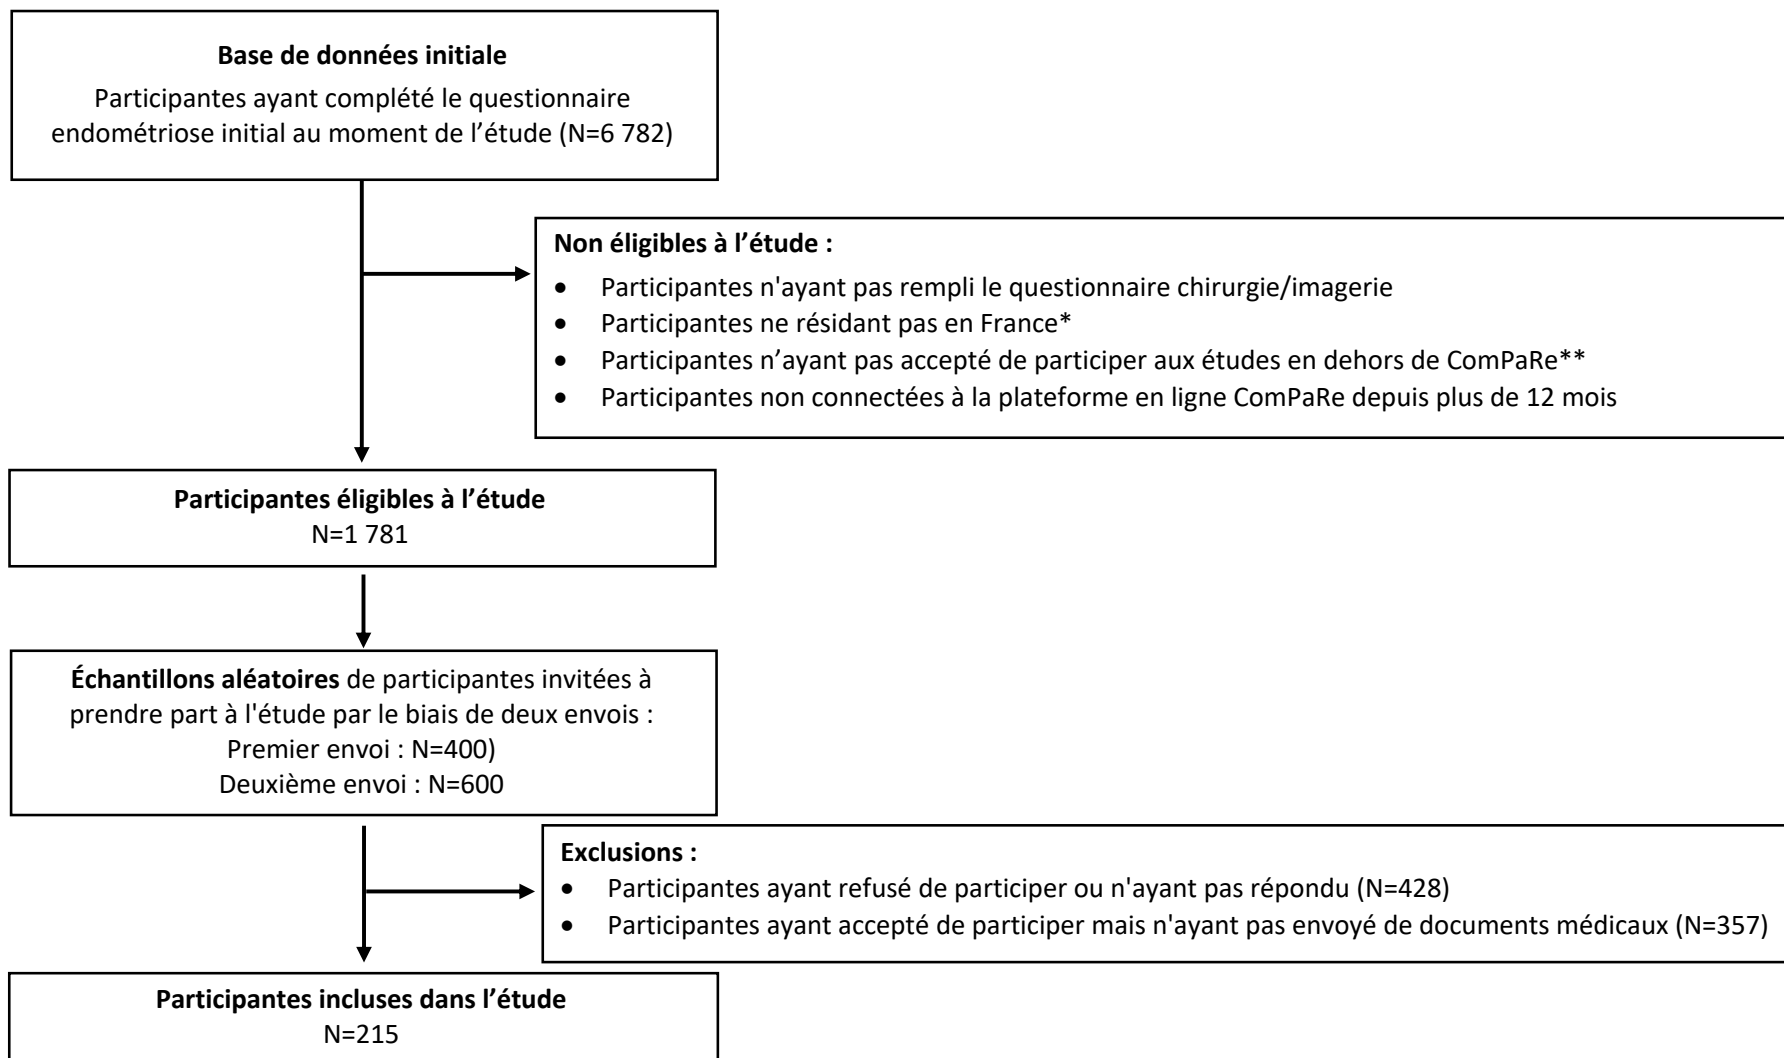 Base de données initiale
Participantes ayant complété le questionnaire
endométriose initial au moment de l’étude (N=6 782)
Non éligibles à l’étude :
• Participantes n'ayant pas rempli le questionnaire chirurgie/imagerie
• Participantes ne résidant pas en France*
• Participantes n’ayant pas accepté de participer aux études en dehors de ComPaRe**
• Participantes non connectées à la plateforme en ligne ComPaRe depuis plus de 12 mois
Participantes éligibles à l’étude
N=1 781
Échantillons aléatoires de participantes invitées à
prendre part à l'étude par le biais de deux envois :
Premier envoi : N=400)
Deuxième envoi : N=600
Exclusions :
• Participantes ayant refusé de participer ou n'ayant pas répondu (N=428)
• Participantes ayant accepté de participer mais n'ayant pas envoyé de documents médicaux (N=357)
Participantes incluses dans l’étude
N=215